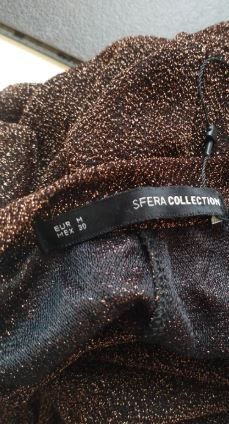 SFERA COLLECTION
EUR M
MEX 30